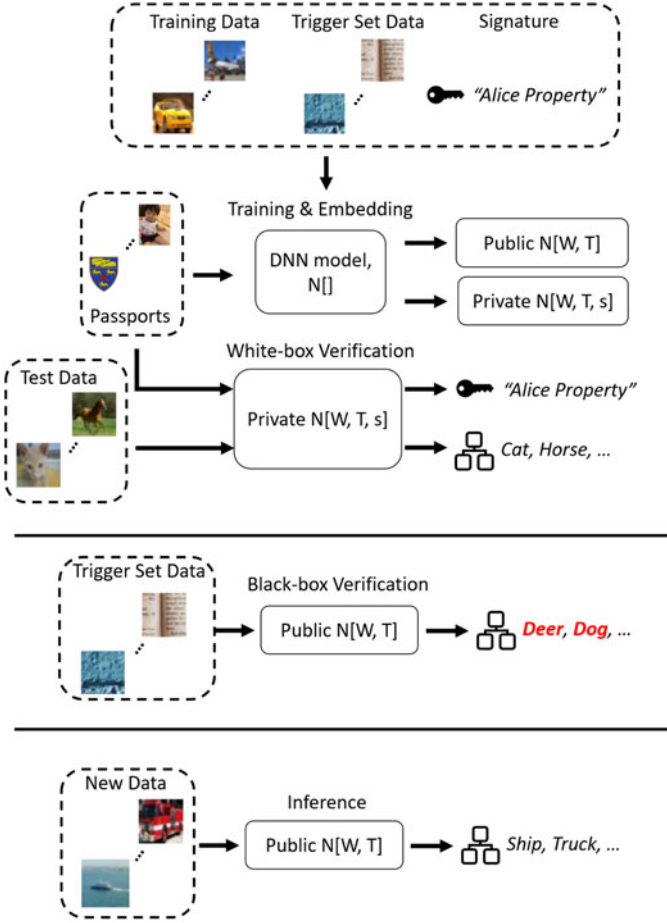 Training Data
Trigger Set Data
Signature
"Alice Property"
Training & Embedding
DNN model,
N[]
Public N[W, T]
Private N[W, T, s]
Passports
White-box Verification
Test Data
Private N[W, T, s]
"Alice Property"
Cat, Horse, ...
Trigger Set Data
Black-box Verification
Public N[W, T]
Deer, Dog, ...
New Data
Inference
Public N[W, T]
Ship, Truck, ...